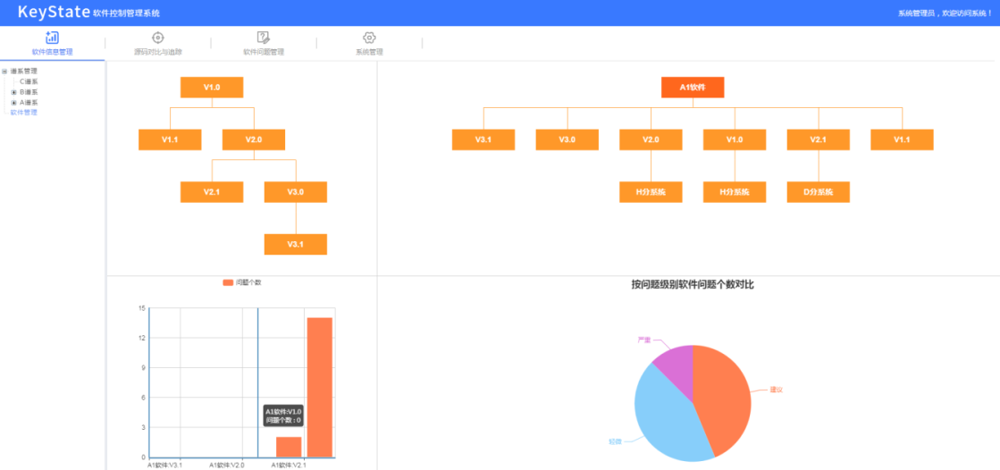 KeyState 软件控制管理系统
系统管理员，欢迎访问系统！
软件信息管理
源码对比与追踪
软件问题管理
系统管理
谱系管理
C谱系
B谱系
A谱系
软件管理
V1.0
V1.1
V2.0
V2.1
V3.0
V3.1
A1软件
V3.1
V3.0
V2.0
V1.0
V2.1
V1.1
H分系统
H分系统
D分系统
问题个数
15
12
9
6
3
0
A1软件:V1.0
问题个数 : 0
A1软件:V3.1
A1软件:V2.0
A1软件:V2.1
按问题级别软件问题个数对比
严重
建议
轻微